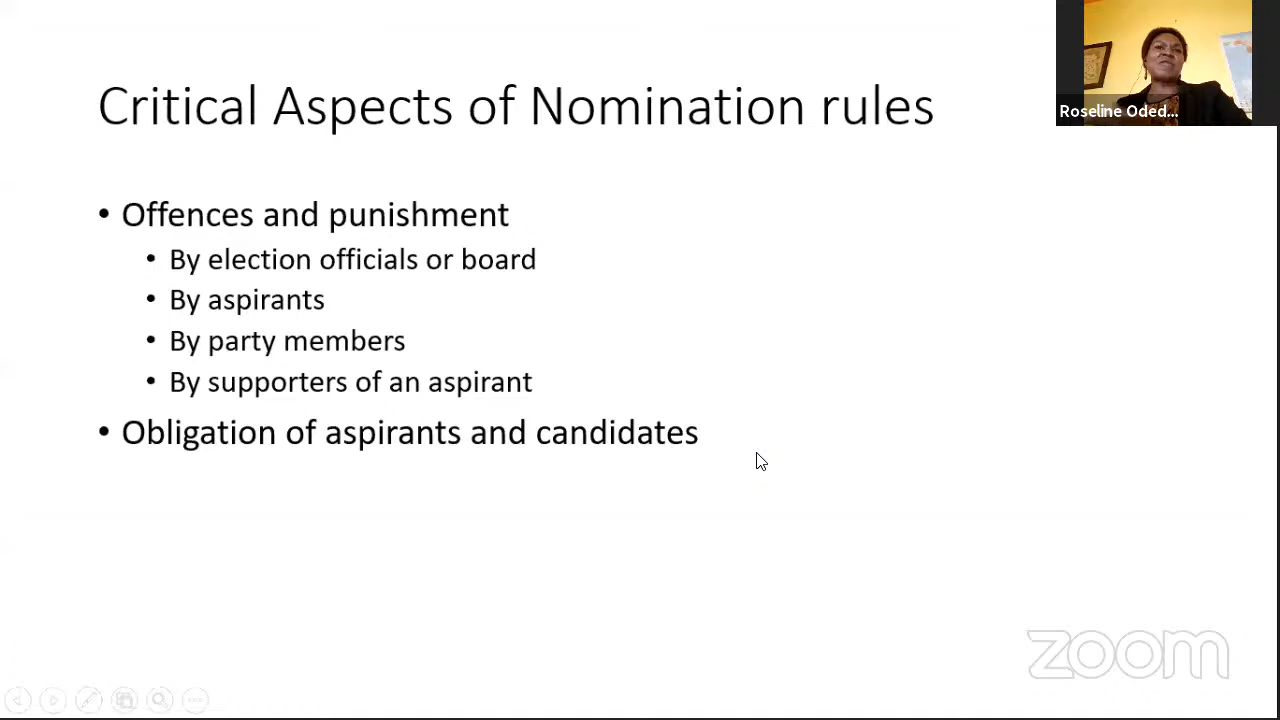 Critical Aspects of Nomination rules
Roseline Oded...
• Offences and punishment
• By election officials or board
• By aspirants
• By party members
• By supporters of an aspirant
• Obligation of aspirants and candidates
zoom